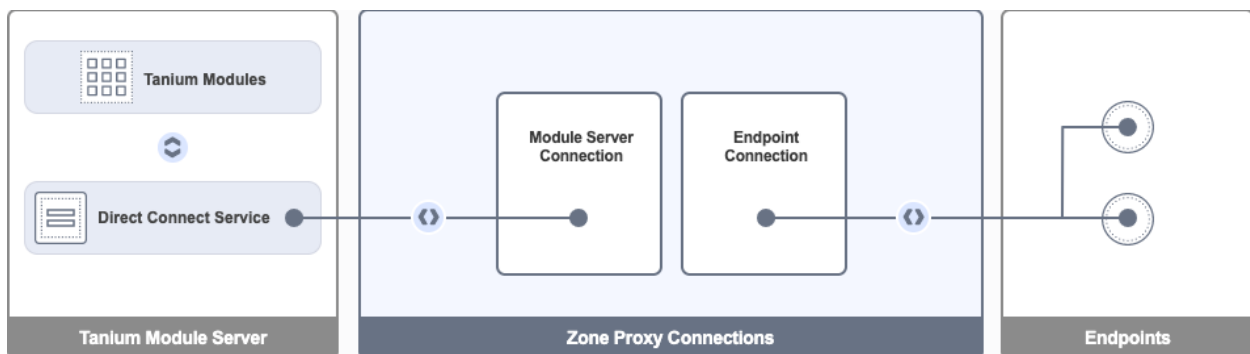 Tanium Modules
Direct Connect Service
Module Server
Connection
Endpoint
Connection
Tanium Module Server
Zone Proxy Connections
Endpoints